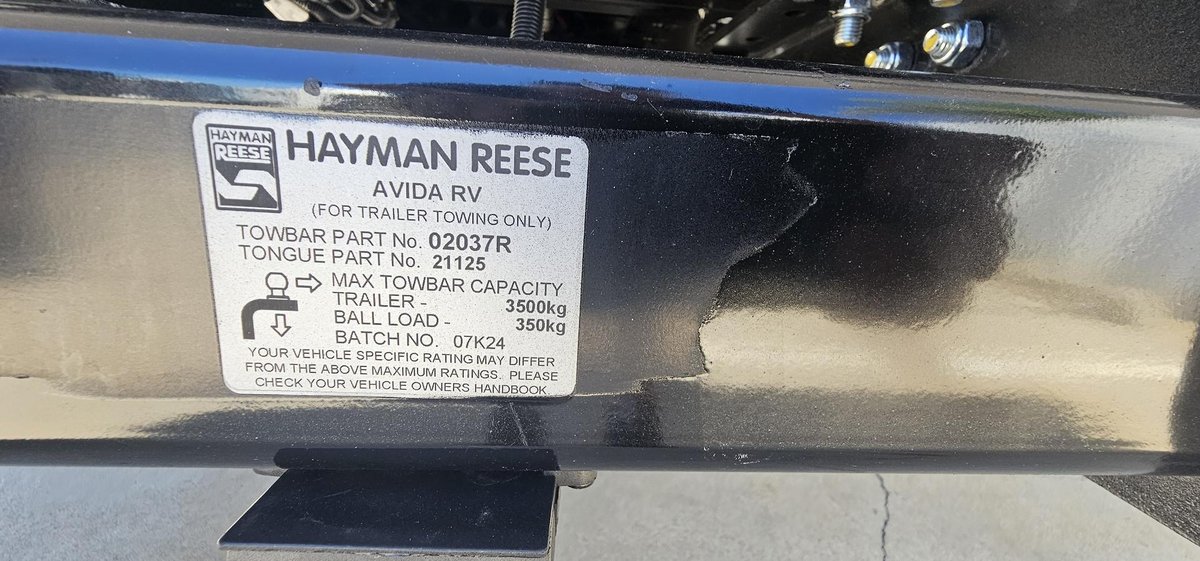 HAYMAN
REESE
HAYMAN REESE
AVIDA RV
(FOR TRAILER TOWING ONLY)
TOWBAR PART No. 02037R
TONGUE PART No. 21125
MAX TOWBAR CAPACITY
TRAILER - 3500kg
BALL LOAD - 350kg
BATCH NO. 07K24
YOUR VEHICLE SPECIFIC RATING MAY DIFFER
FROM THE ABOVE MAXIMUM RATINGS. PLEASE
CHECK YOUR VEHICLE OWNERS HANDBOOK